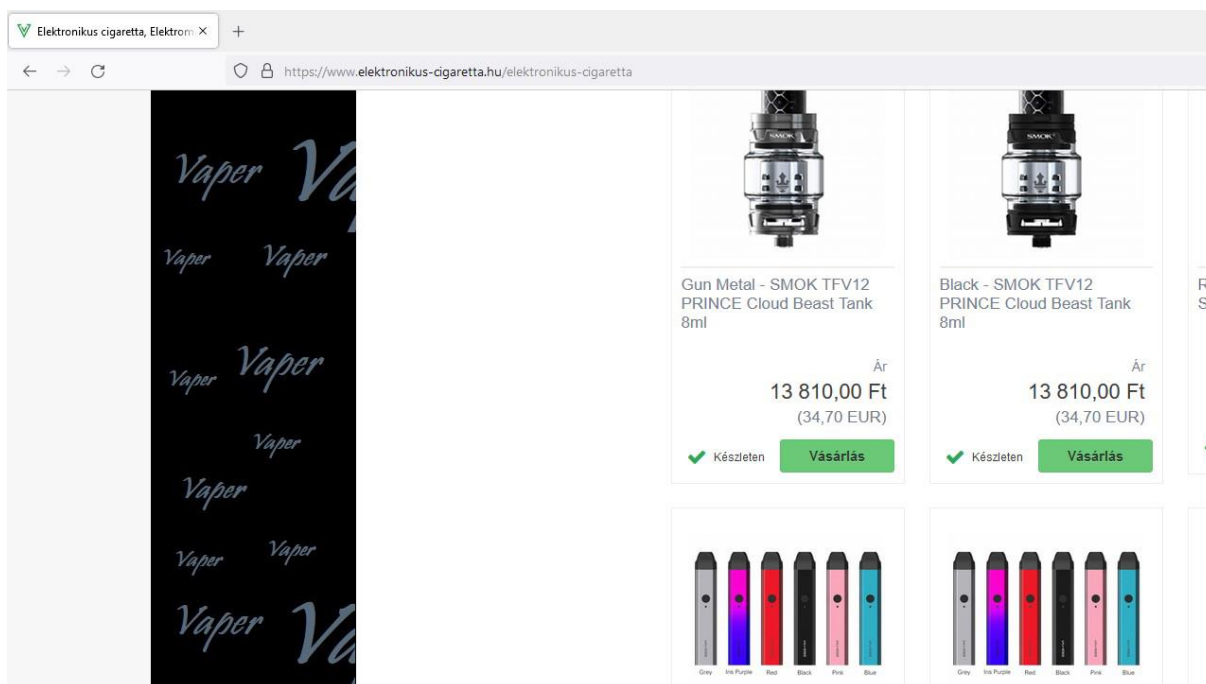 Elektronikus cigaretta, Elektrom
https://www.elektronikus-cigaretta.hu/elektronikus-cigaretta
Vaper
Vaper
Vaper
Vaper
Vaper
Vaper
Vaper
Vaper
Vaper
Vaper
SMOK
SMOK
Gun Metal - SMOK TFV12
PRINCE Cloud Beast Tank
8ml
Ár
13 810,00 Ft
(34,70 EUR)
Készleten
Vásárlás
Black - SMOK TFV12
PRINCE Cloud Beast Tank
8ml
Ár
13 810,00 Ft
(34,70 EUR)
Készleten
Vásárlás
Grey Iris Purple Red Black Pink Blue
Grey Iris Purple Red Black Pink Blue